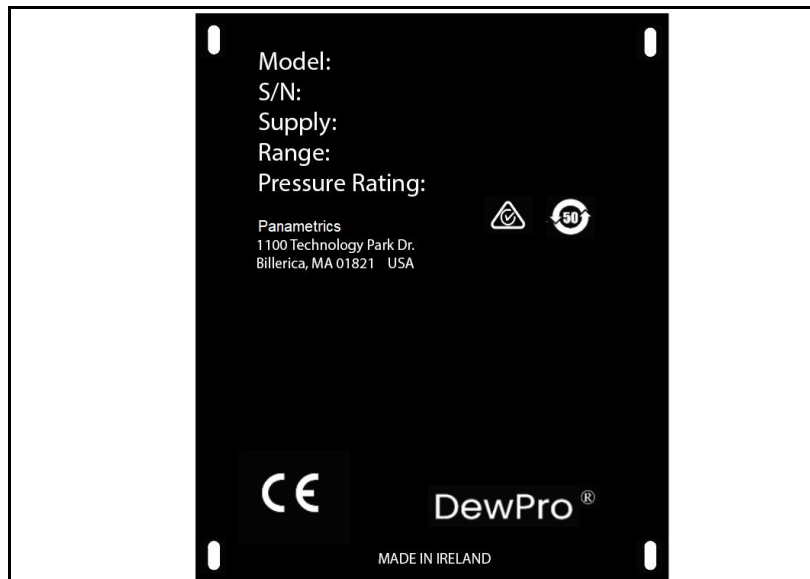 Model:
S/N:
Supply:
Range:
Pressure Rating:
50
Panametrics
1100 Technology Park Dr.
Billerica, MA 01821 USA
CE
DewPro ®
MADE IN IRELAND